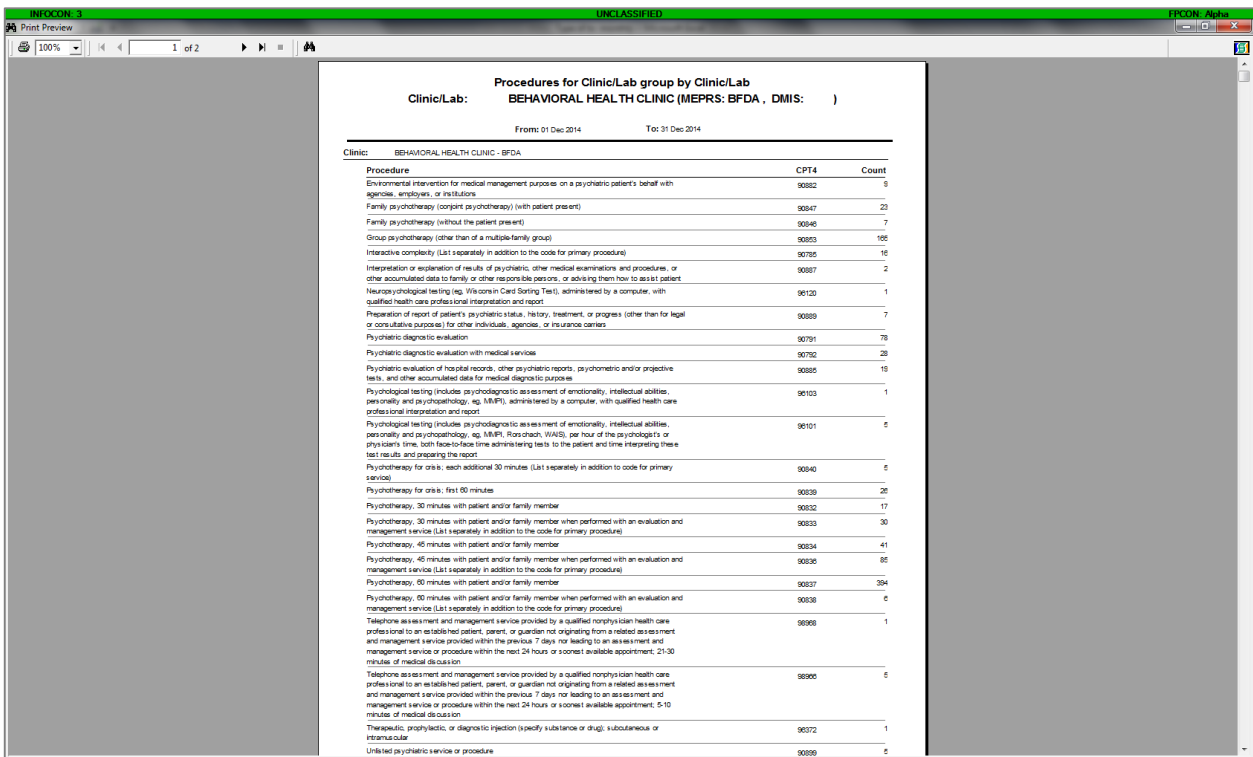 INFOCON: 3 UNCLASSIFIED FPCON: Alpha
Print Preview
100% 1 of 2
Procedures for Clinic/Lab group by Clinic/Lab
Clinic/Lab: BEHAVIORAL HEALTH CLINIC (MEPRS: BFDA , DMIS: )
From: 01 Dec 2014 To: 31 Dec 2014
Clinic: BEHAVIORAL HEALTH CLINIC - BFDA
Procedure CPT4 Count
Environmental intervention for medical management purposes on a psychiatric patient's behalf with 90882 9
agencies, employers, or institutions
Family psychotherapy (conjoint psychotherapy) (with patient present) 90847 23
Family psychotherapy (without the patient present) 90846 7
Group psychotherapy (other than of a multiple-family group) 90853 166
Interactive complexity (List separately in addition to the code for primary procedure) 90785 16
Interpretation or explanation of results of psychiatric, other medical examinations and procedures, or 90887 2
other accumulated data to family or other responsible persons, or advising them how to assist patient
Neuropsychological testing (eg, Wisconsin Card Sorting Test), administered by a computer, with 96120 1
qualified health care professional interpretation and report
Preparation of report of patient's psychiatric status, history, treatment, or progress (other than for legal 90889 7
or consultative purposes) for other individuals, agencies, or insurance carriers
Psychiatric diagnostic evaluation 90791 78
Psychiatric diagnostic evaluation with medical services 90792 28
Psychiatric evaluation of hospital records, other psychiatric reports, psychometric and/or projective 90885 19
tests, and other accumulated data for medical diagnostic purposes
Psychological testing (includes psychodiagnostic assessment of emotionality, intellectual abilities, 96103 1
personality and psychopathology, eg, MMPI), administered by a computer, with qualified health care
professional interpretation and report
Psychological testing (includes psychodiagnostic assessment of emotionality, intellectual abilities, 96101 5
personality and psychopathology, eg, MMPI, Rorschach, WAIS), per hour of the psychologist's or
physician's time, both face-to-face time administering tests to the patient and time interpreting these
test results and preparing the report
Psychotherapy for crisis; each additional 30 minutes (List separately in addition to code for primary 90840 5
service)
Psychotherapy for crisis; first 60 minutes 90839 26
Psychotherapy, 30 minutes with patient and/or family member 90832 17
Psychotherapy, 30 minutes with patient and/or family member when performed with an evaluation and 90833 30
management service (List separately in addition to the code for primary procedure)
Psychotherapy, 45 minutes with patient and/or family member 90834 41
Psychotherapy, 45 minutes with patient and/or family member when performed with an evaluation and 90836 85
management service (List separately in addition to the code for primary procedure)
Psychotherapy, 60 minutes with patient and/or family member 90837 394
Psychotherapy, 60 minutes with patient and/or family member when performed with an evaluation and 90838 6
management service (List separately in addition to the code for primary procedure)
Telephone assessment and management service provided by a qualified nonphysician health care 98968 1
professional to an established patient, parent, or guardian not originating from a related assessment
and management service provided within the previous 7 days nor leading to an assessment and
management service or procedure within the next 24 hours or soonest available appointment; 21-30
minutes of medical discussion
Telephone assessment and management service provided by a qualified nonphysician health care 98966 5
professional to an established patient, parent, or guardian not originating from a related assessment
and management service provided within the previous 7 days nor leading to an assessment and
management service or procedure within the next 24 hours or soonest available appointment; 5-10
minutes of medical discussion
Therapeutic, prophylactic, or diagnostic injection (specify substance or drug); subcutaneous or 96372 1
intramuscular
Unlisted psychiatric service or procedure 90899 5